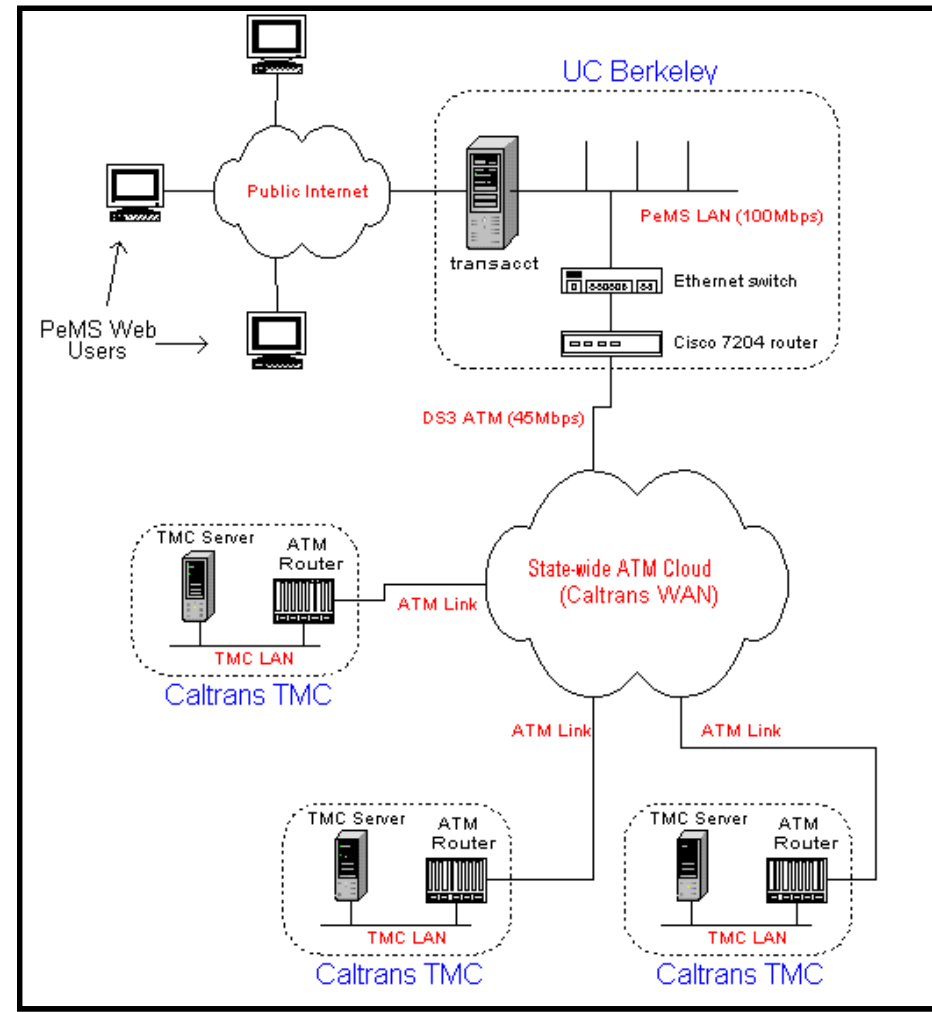 UC Berkeley
Public Internet
PeMS LAN (100Mbps)
transacct
Ethernet switch
PeMS Web
Users
Cisco 7204 router
DS3 ATM (45Mbps)
TMC Server
ATM
Router
State-wide ATM Cloud
(Caltrans WAN)
ATM Link
TMC LAN
Caltrans TMC
ATM Link
ATM Link
TMC Server
ATM
Router
TMC LAN
Caltrans TMC
TMC Server
ATM
Router
TMC LAN
Caltrans TMC